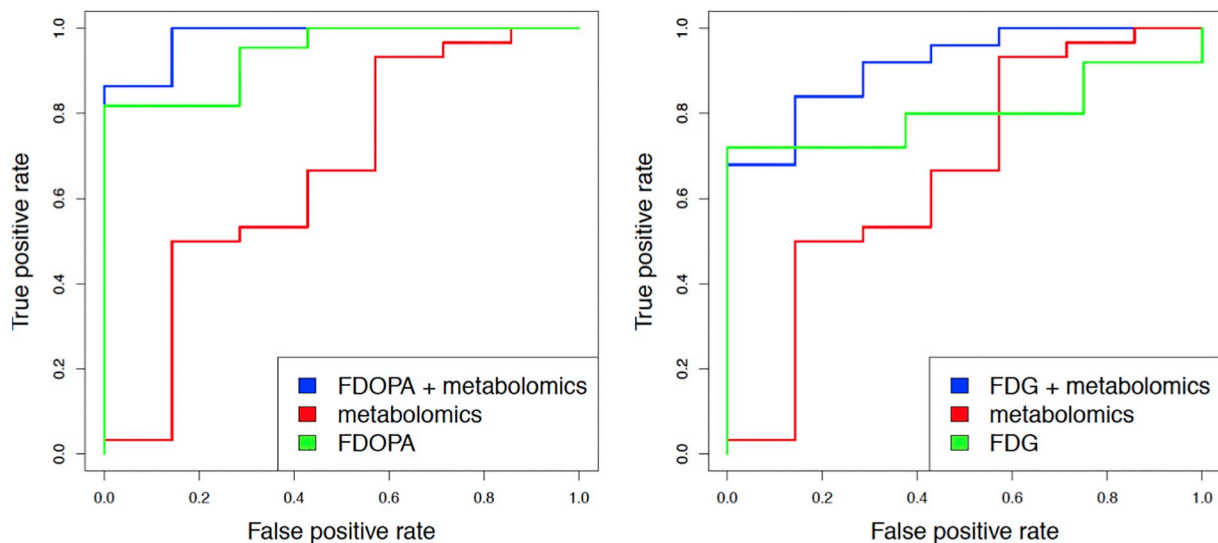 1.0
0.8
0.6
0.4
0.2
0.0
True positive rate
0.0 0.2 0.4 0.6 0.8 1.0
False positive rate
FDOPA + metabolomics
metabolomics
FDOPA
1.0
0.8
0.6
0.4
0.2
0.0
True positive rate
0.0 0.2 0.4 0.6 0.8 1.0
False positive rate
FDG + metabolomics
metabolomics
FDG